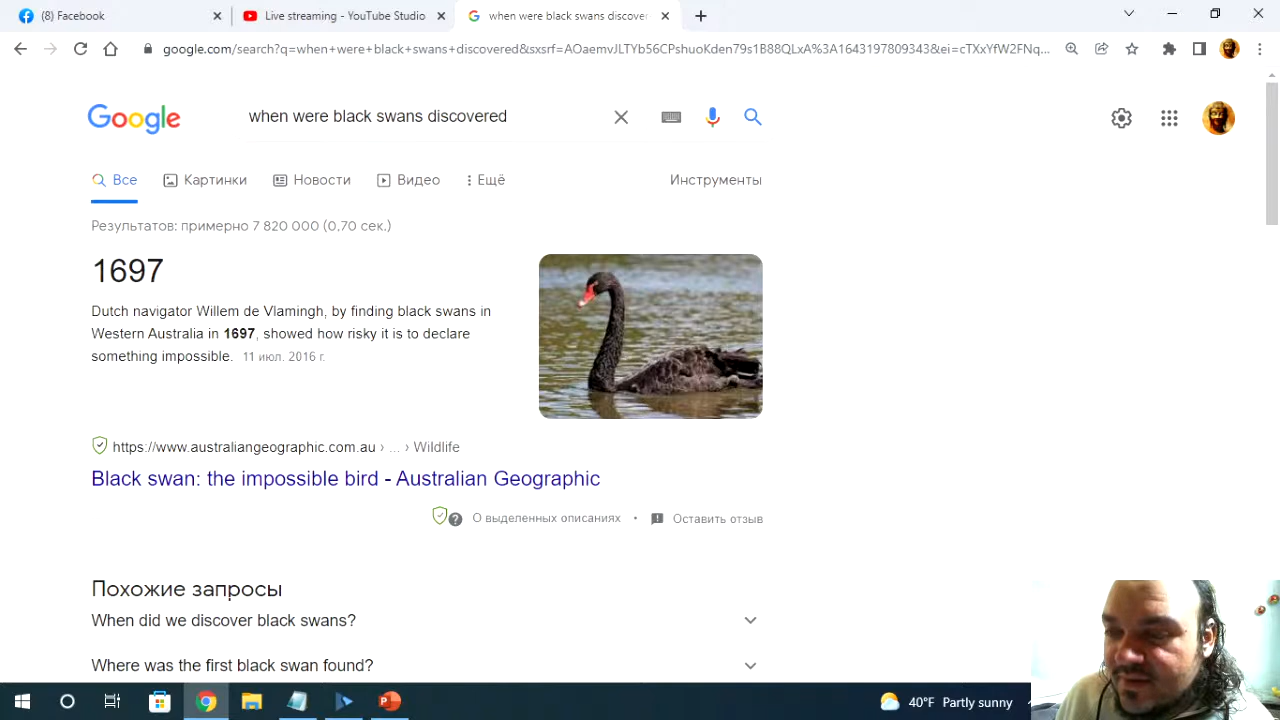 (8) Facebook
Live streaming - YouTube Studio
when were black swans discover
google.com/search?q=when+were+black+swans+discovered&sxsrf=AOaemvJLTYb56CPshuoKden79s1B88QLxA%3A1643197809343&ei=cTXxYfW2FNq...
Google
when were black swans discovered
Все
Картинки
Новости
Видео
Ещё
Инструменты
Результатов: примерно 7 820 000 (0,70 сек.)
1697
Dutch navigator Willem de Vlamingh, by finding black swans in
Western Australia in 1697, showed how risky it is to declare
something impossible. 11 июл. 2016 г.
https://www.australiangeographic.com.au › ... › Wildlife
Black swan: the impossible bird - Australian Geographic
О выделенных описаниях • Оставить отзыв
Похожие запросы
When did we discover black swans?
Where was the first black swan found?
40°F Partly sunny